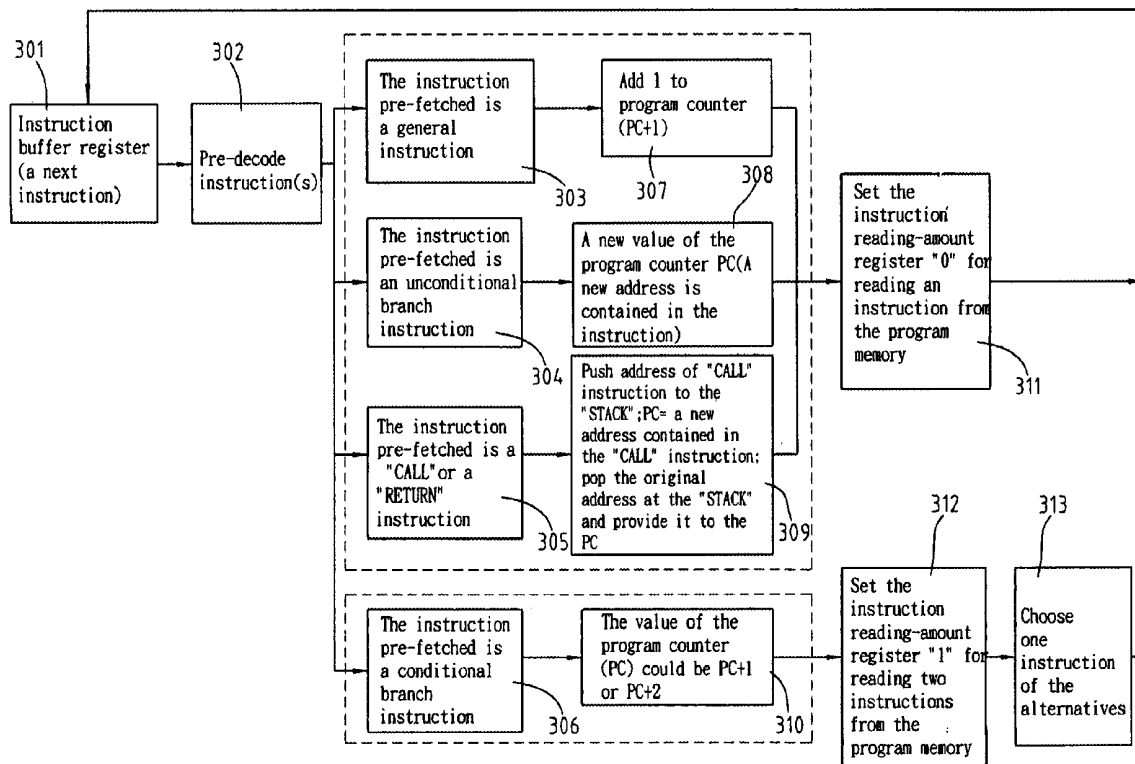 301
Instruction
buffer register
(a next
instruction)
302
Pre-decode
instruction(s)
The instruction
pre-fetched is
a general
instruction
303
Add 1 to
program counter
(PC+1)
307
The instruction
pre-fetched is
an unconditional
branch
instruction
304
308
A new value of the
program counter PC(A
new address is
contained in the
instruction)
The instruction
pre-fetched is a
"CALL"or a
"RETURN"
instruction
305
Push address of "CALL"
instruction to the
"STACK";PC= a new
address contained in
the "CALL" instruction;
pop the original
address at the "STACK"
and provide it to the
PC
309
Set the
instruction
reading-amount
register "0" for
reading an
instruction from
the program
memory
311
The instruction
pre-fetched is
a conditional
branch
instruction
306
The value of the
program counter
(PC) could be PC+1
or PC+2
310
312
Set the
instruction
reading-amount
register "1" for
reading two
instructions
from the
program memory
313
Choose
one
instruction
of the
alternatives